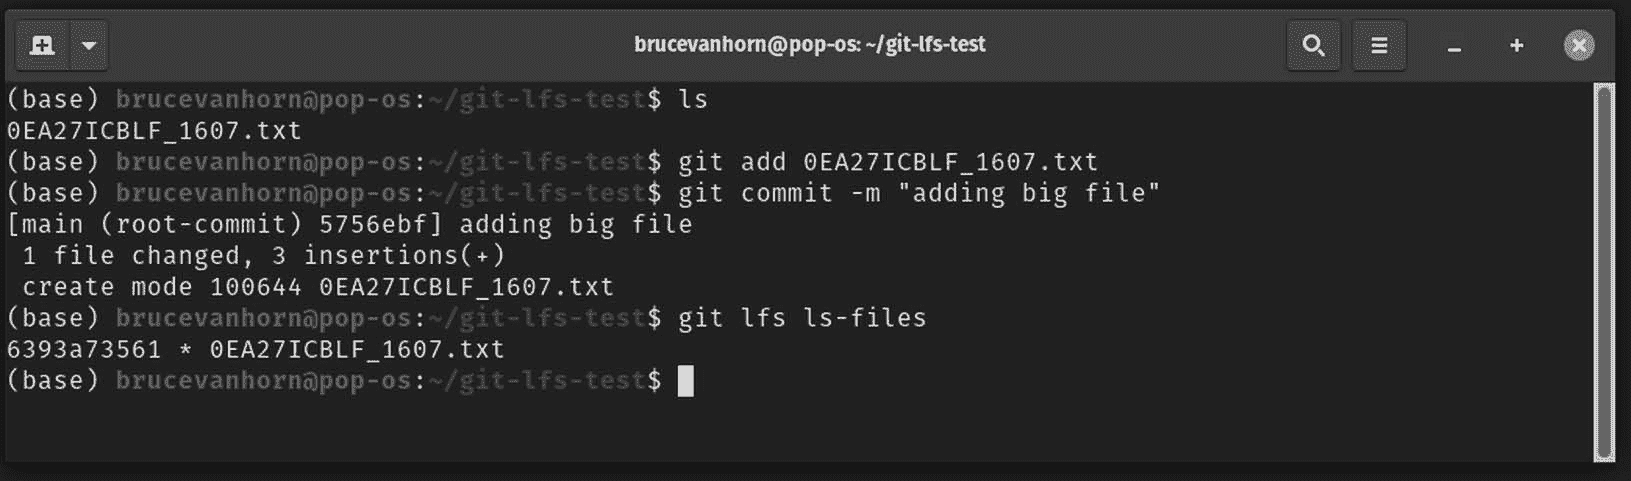 brucevanhorn@pop-os: ~/git-lfs-test
(base) brucevanhorn@pop-os:~/git-lfs-test$ ls
0EA27ICBLF_1607.txt
(base) brucevanhorn@pop-os:~/git-lfs-test$ git add 0EA27ICBLF_1607.txt
(base) brucevanhorn@pop-os:~/git-lfs-test$ git commit -m "adding big file"
[main (root-commit) 5756ebf] adding big file
 1 file changed, 3 insertions(+)
 create mode 100644 0EA27ICBLF_1607.txt
(base) brucevanhorn@pop-os:~/git-lfs-test$ git lfs ls-files
6393a73561 * 0EA27ICBLF_1607.txt
(base) brucevanhorn@pop-os:~/git-lfs-test$